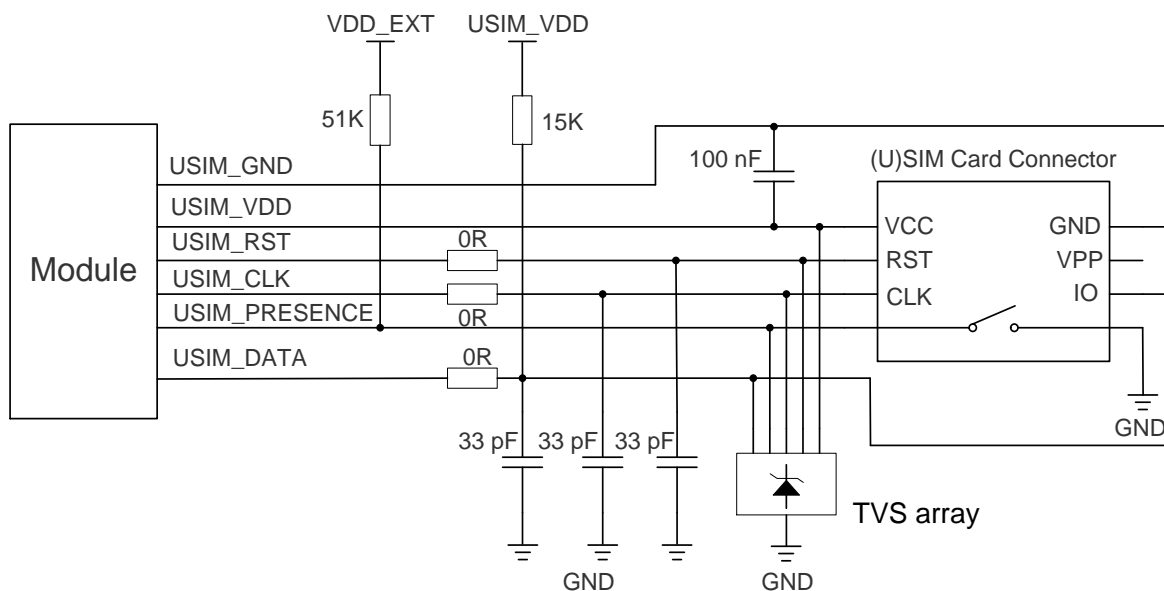 VDD_EXT USIM_VDD
51K 15K
USIM_GND 100 nF (U)SIM Card Connector
USIM_VDD VCC GND
USIM_RST 0R RST VPP
Module USIM_CLK CLK IO
USIM_PRESENCE 0R
USIM_DATA 0R
GND
33 pF 33 pF 33 pF
TVS array
GND GND